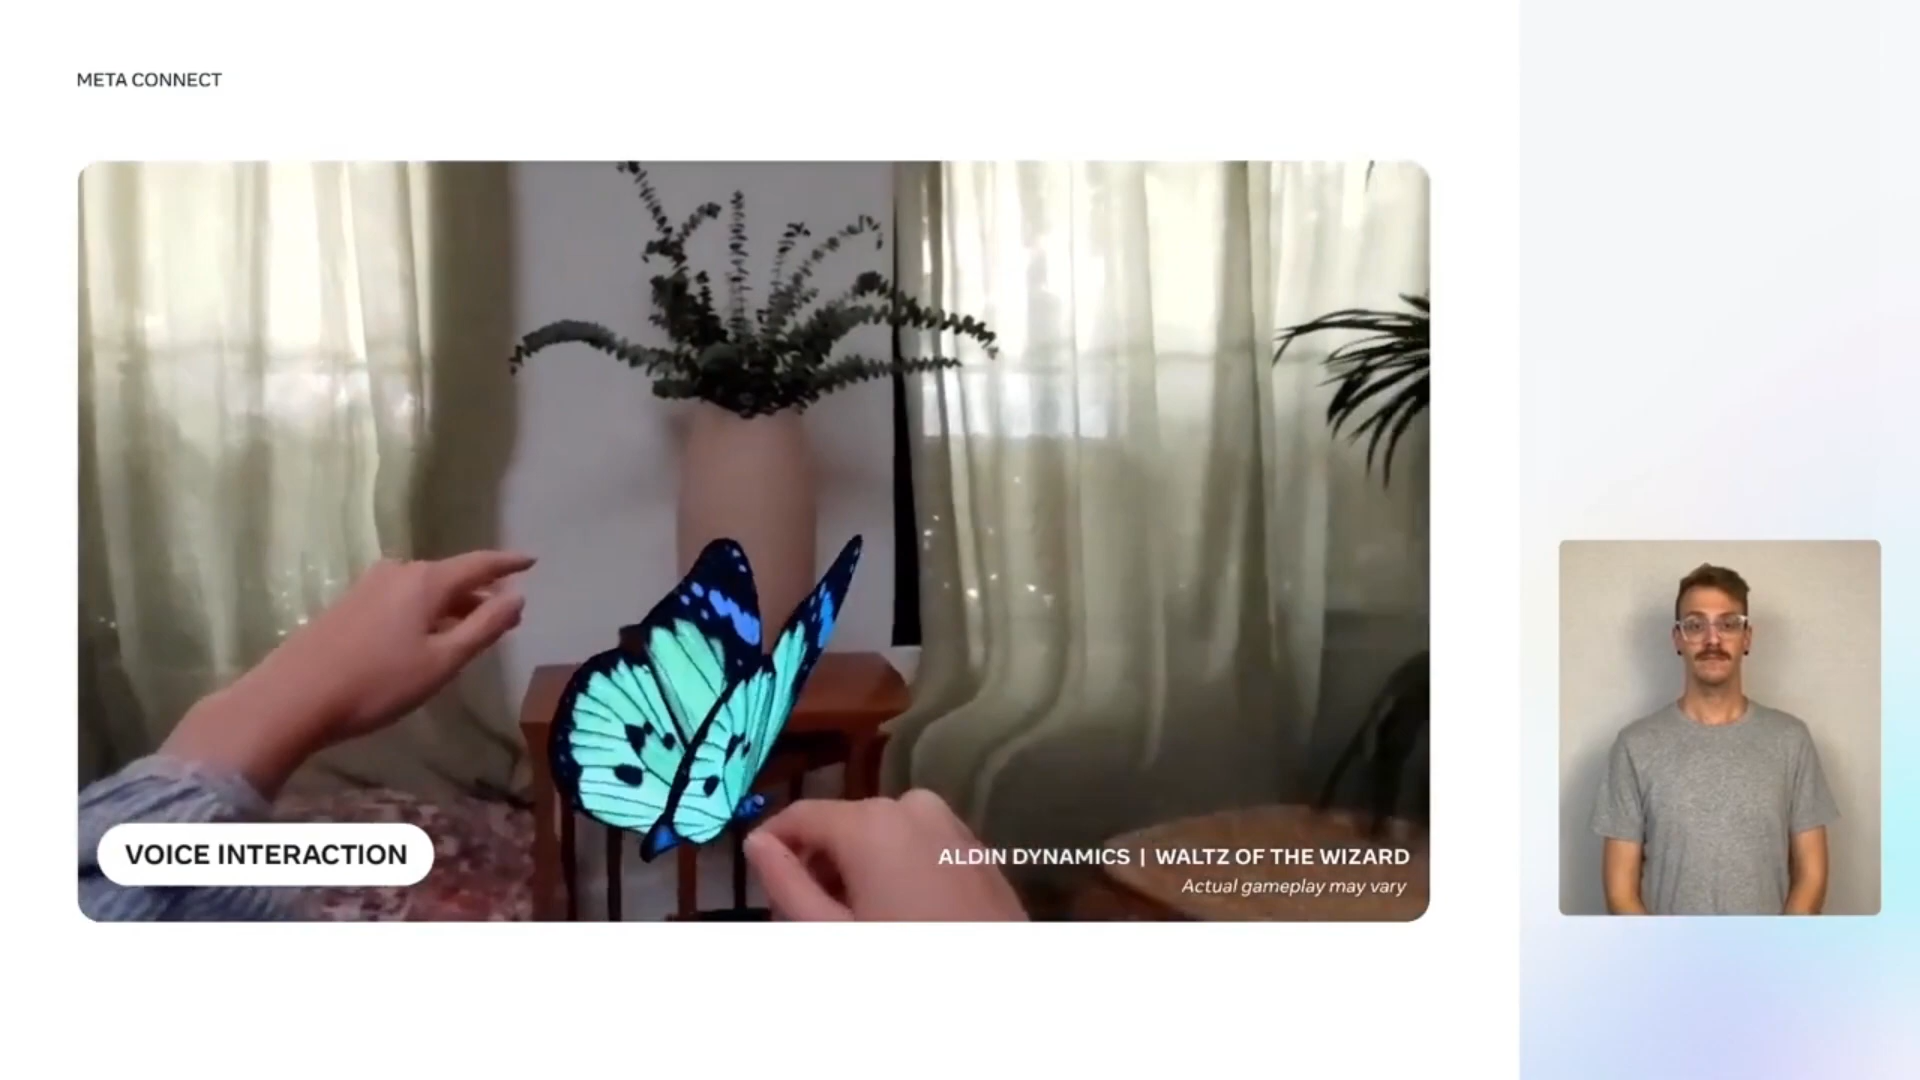 META CONNECT
VOICE INTERACTION
ALDIN DYNAMICS | WALTZ OF THE WIZARD
Actual gameplay may vary